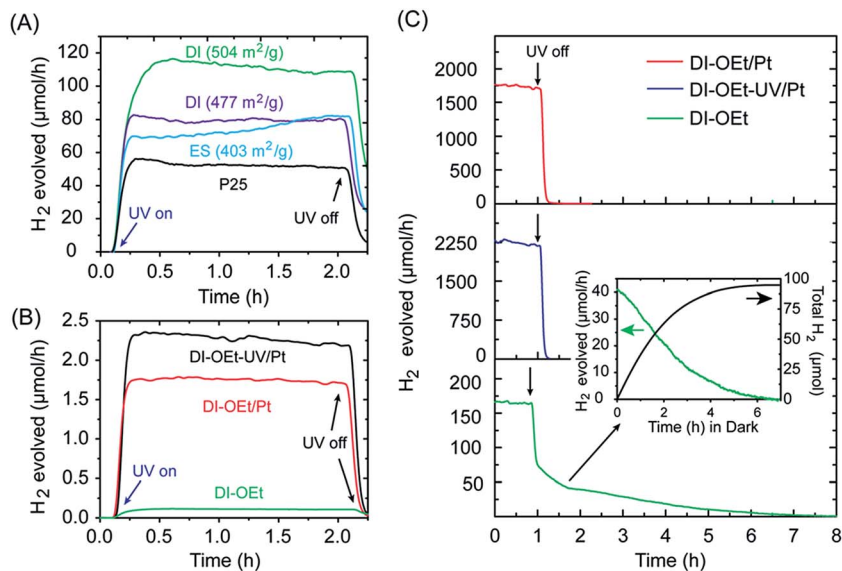 (A)
H2 evolved (μmol/h)
120
100
80
60
40
20
0
DI (504 m2/g)
DI (477 m2/g)
ES (403 m2/g)
P25
UV on
UV off
0.0 0.5 1.0 1.5 2.0
Time (h)
(B)
H2 evolved (μmol/h)
2.5
2.0
1.5
1.0
0.5
0.0
DI-OEt-UV/Pt
DI-OEt/Pt
UV off
UV on
DI-OEt
0.0 0.5 1.0 1.5 2.0
Time (h)
(C)
H2 evolved (μmol/h)
UV off
DI-OEt/Pt
DI-OEt-UV/Pt
DI-OEt
2000
1500
1000
500
0
2250
1500
750
0
150
100
50
0 1 2 3 4 5 6 7 8
Time (h)
H2 evolved (μmol/h)
40
30
20
10
0
100
80
60
40
20
0
Total H2 (μmol)
0 2 4 6
Time (h) in Dark